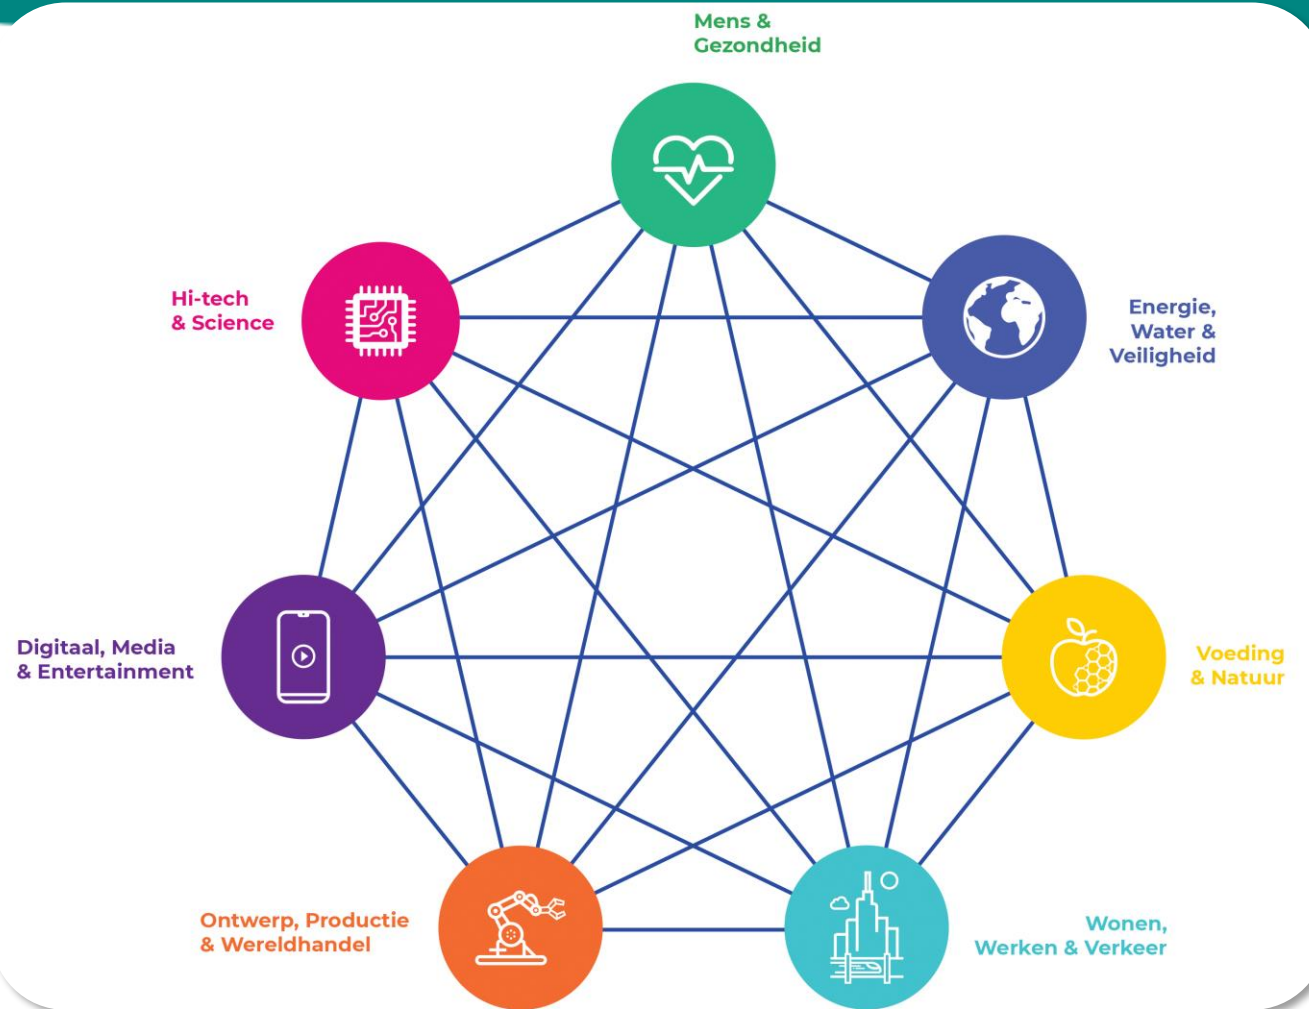 Mens &
Gezondheid
Hi-tech
& Science
Energie,
Water &
Veiligheid
Digitaal, Media
& Entertainment
Voeding
& Natuur
Ontwerp, Productie
& Wereldhandel
Wonen,
Werken & Verkeer